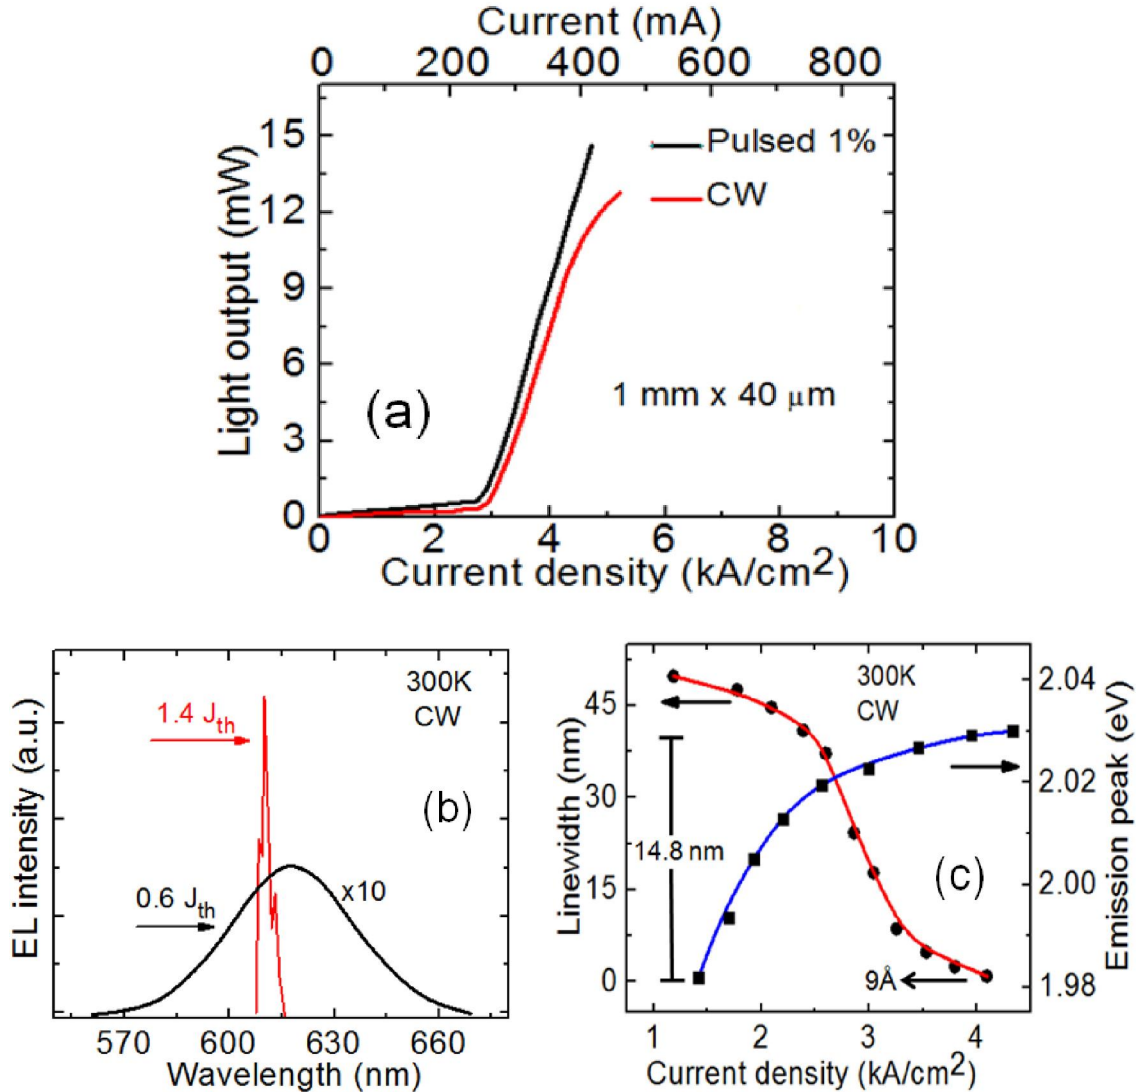 Current (mA)
0 200 400 600 800
15
12
9
6
3
0
Light output (mW)
Pulsed 1%
CW
(a)
1 mm x 40 μm
0 2 4 6 8 10
Current density (kA/cm²)
EL intensity (a.u.)
300K
CW
1.4 Jth
(b)
0.6 Jth
x10
570 600 630 660
Wavelength (nm)
45
30
15
0
Linewidth (nm)
300K
CW
14.8 nm
(c)
9Å
2.04
2.02
2.00
1.98
Emission peak (eV)
1 2 3 4
Current density (kA/cm²)